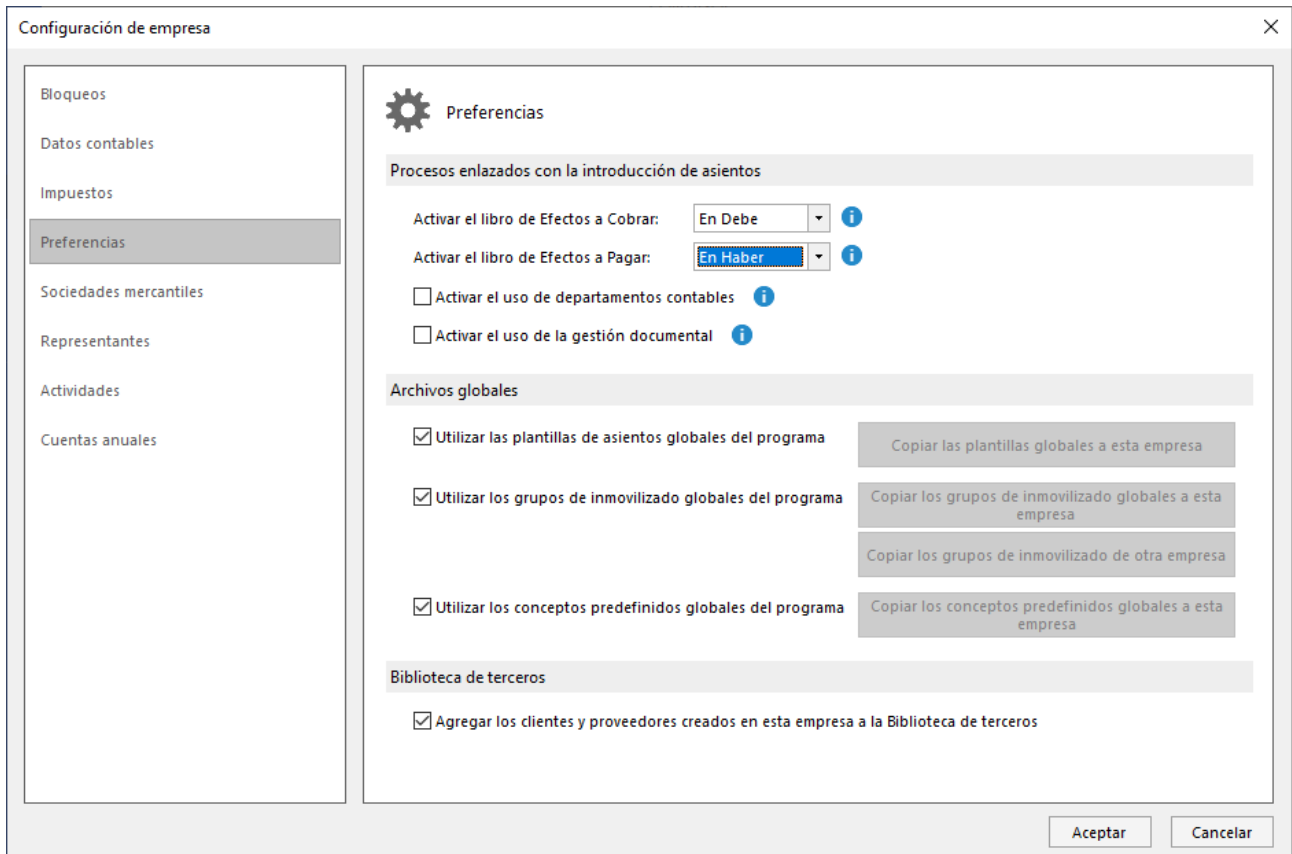 Configuración de empresa
Bloqueos
Datos contables
Impuestos
Preferencias
Sociedades mercantiles
Representantes
Actividades
Cuentas anuales
Preferencias
Procesos enlazados con la introducción de asientos
Activar el libro de Efectos a Cobrar: En Debe
Activar el libro de Efectos a Pagar: En Haber
Activar el uso de departamentos contables
Activar el uso de la gestión documental
Archivos globales
Utilizar las plantillas de asientos globales del programa
Copiar las plantillas globales a esta empresa
Utilizar los grupos de inmovilizado globales del programa
Copiar los grupos de inmovilizado globales a esta
empresa
Copiar los grupos de inmovilizado de otra empresa
Utilizar los conceptos predefinidos globales del programa
Copiar los conceptos predefinidos globales a esta
empresa
Biblioteca de terceros
Agregar los clientes y proveedores creados en esta empresa a la Biblioteca de terceros
Aceptar
Cancelar